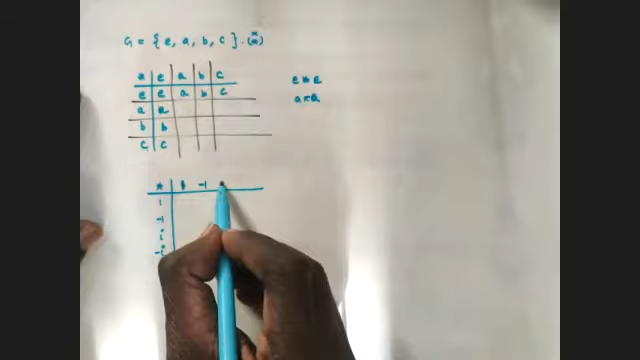 G = { e, a, b, c } . (*)
* e a b c
e e a b c
a a
b b
c c
e * e
a * a
* 1 -1
1
-1
i
-i